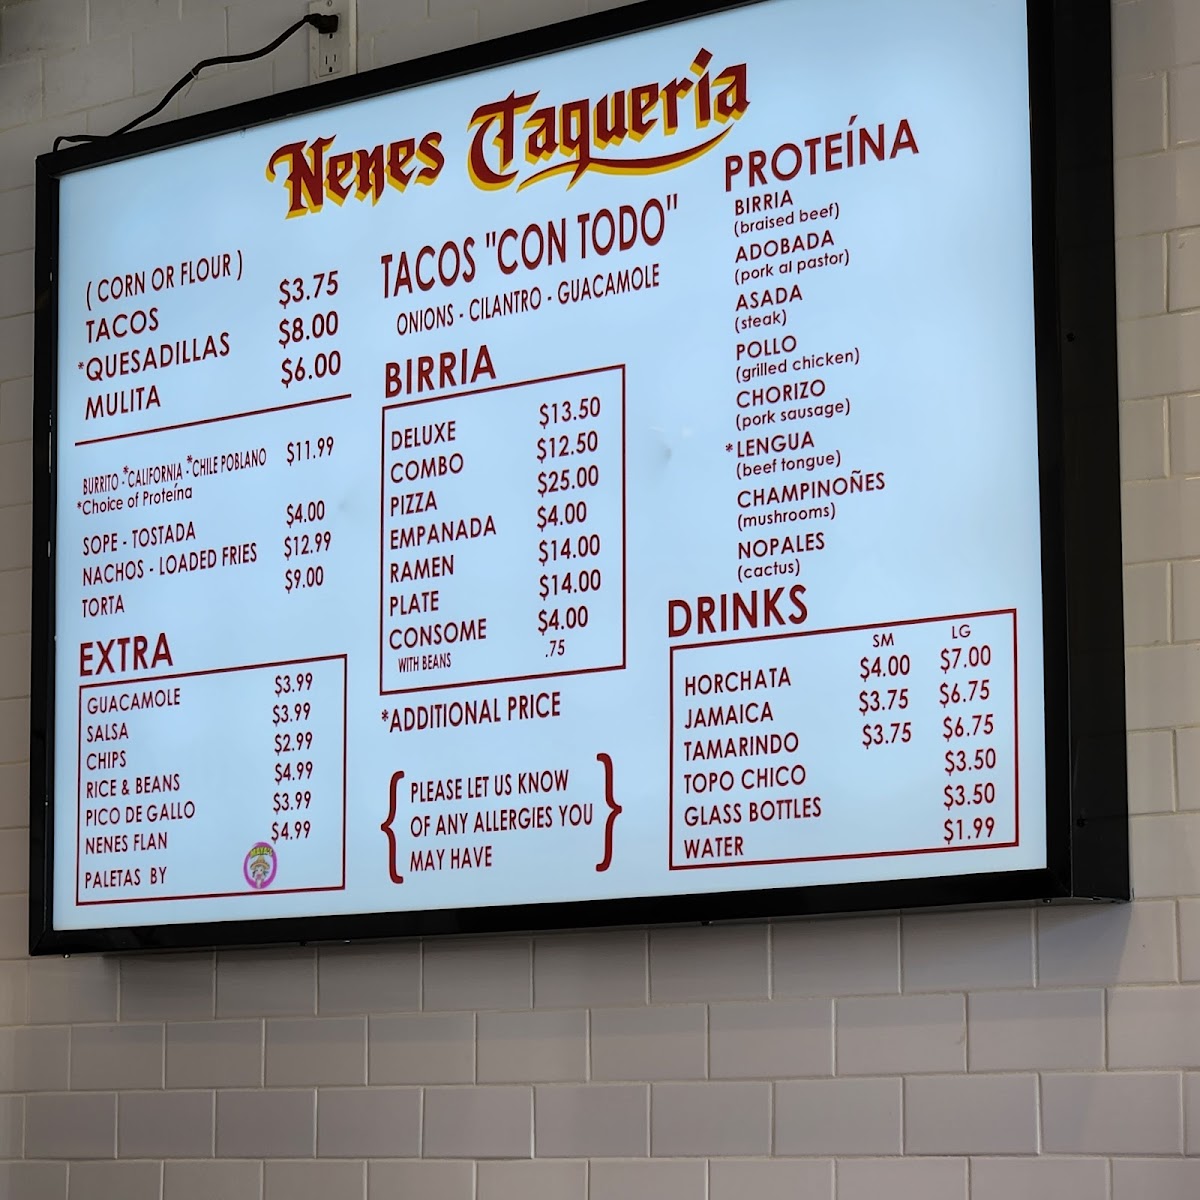 Nenes Taqueria
( CORN OR FLOUR )
TACOS $3.75
*QUESADILLAS $8.00
MULITA $6.00
BURRITO -*CALIFORNIA -*CHILE POBLANO $11.99
*Choice of Proteína
SOPE - TOSTADA $4.00
NACHOS - LOADED FRIES $12.99
TORTA $9.00
EXTRA
GUACAMOLE $3.99
SALSA $3.99
CHIPS $2.99
RICE & BEANS $4.99
PICO DE GALLO $3.99
NENES FLAN $4.99
PALETAS BY
TACOS "CON TODO"
ONIONS - CILANTRO - GUACAMOLE
BIRRIA
DELUXE $13.50
COMBO $12.50
PIZZA $25.00
EMPANADA $4.00
RAMEN $14.00
PLATE $14.00
CONSOME $4.00
WITH BEANS .75
*ADDITIONAL PRICE
{ PLEASE LET US KNOW
OF ANY ALLERGIES YOU
MAY HAVE }
PROTEÍNA
BIRRIA
(braised beef)
ADOBADA
(pork al pastor)
ASADA
(steak)
POLLO
(grilled chicken)
CHORIZO
(pork sausage)
*LENGUA
(beef tongue)
CHAMPINOÑES
(mushrooms)
NOPALES
(cactus)
DRINKS
SM LG
HORCHATA $4.00 $7.00
JAMAICA $3.75 $6.75
TAMARINDO $3.75 $6.75
TOPO CHICO $3.50
GLASS BOTTLES $3.50
WATER $1.99